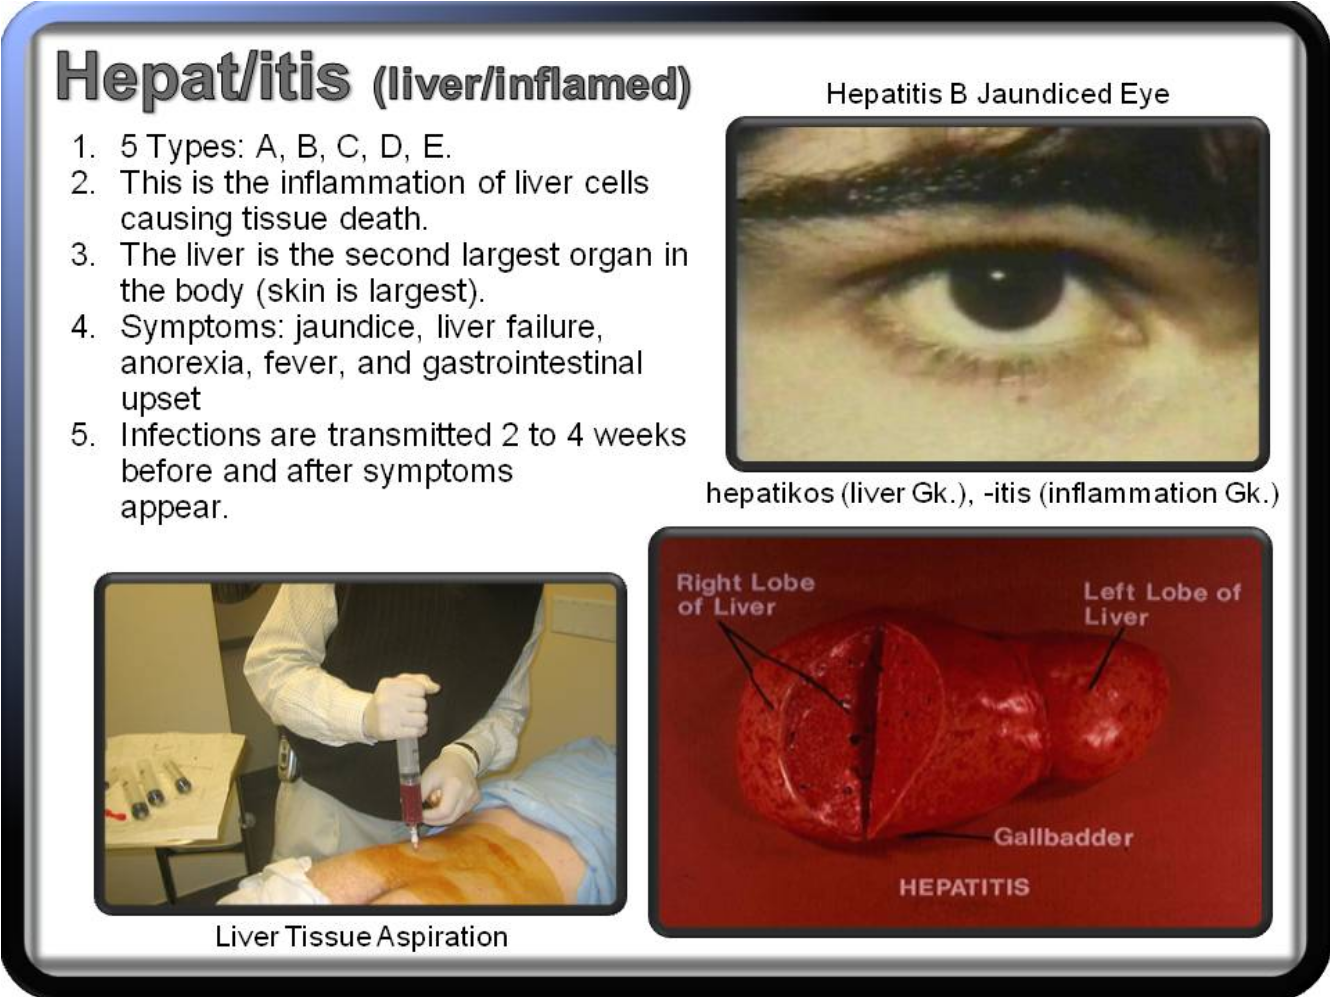 Hepat/itis (liver/inflamed)
1. 5 Types: A, B, C, D, E.
2. This is the inflammation of liver cells
causing tissue death.
3. The liver is the second largest organ in
the body (skin is largest).
4. Symptoms: jaundice, liver failure,
anorexia, fever, and gastrointestinal
upset
5. Infections are transmitted 2 to 4 weeks
before and after symptoms
appear.
Hepatitis B Jaundiced Eye
hepatikos (liver Gk.), -itis (inflammation Gk.)
Liver Tissue Aspiration
Right Lobe
of Liver
Left Lobe of
Liver
Gallbadder
HEPATITIS